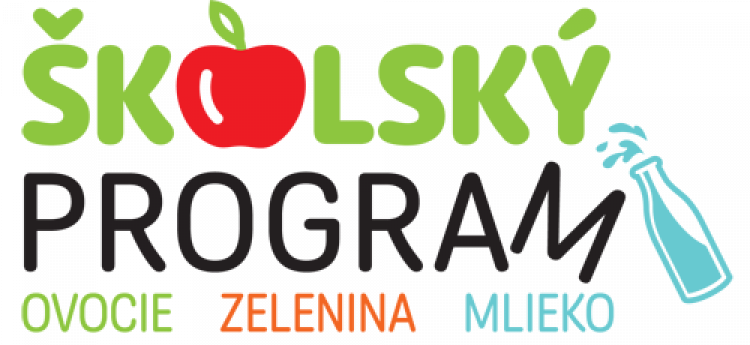 ŠKOLSKÝ
PROGRAM
OVOCIE ZELENINA MLIEKO